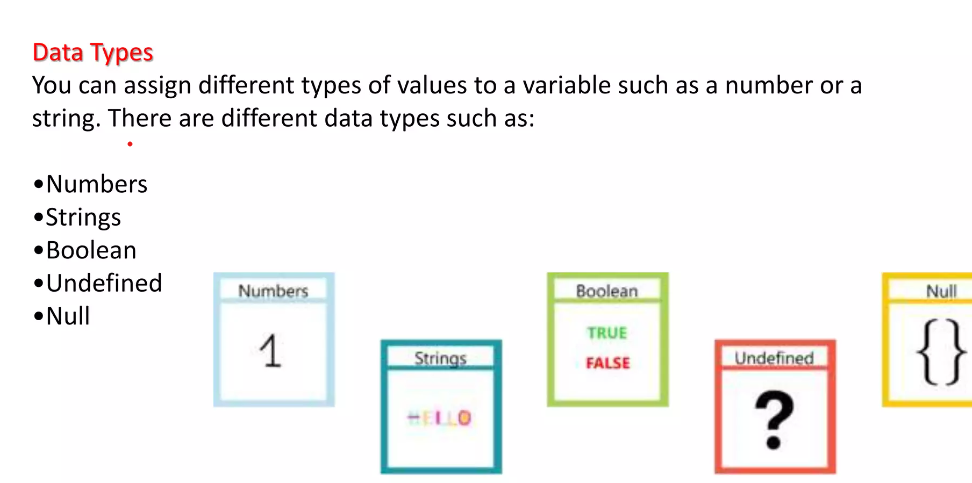 Data Types
You can assign different types of values to a variable such as a number or a
string. There are different data types such as:
•Numbers
•Strings
•Boolean
•Undefined
•Null
Numbers
1
Strings
HELLO
Boolean
TRUE
FALSE
Undefined
?
Null
{}